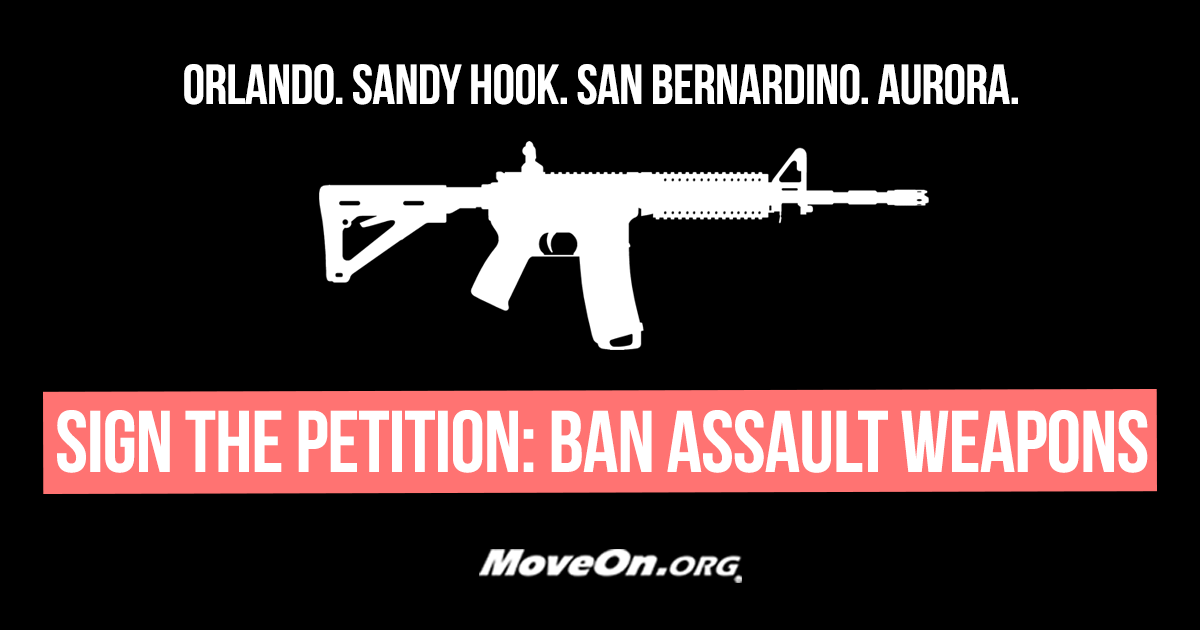 ORLANDO. SANDY HOOK. SAN BERNARDINO. AURORA.
SIGN THE PETITION: BAN ASSAULT WEAPONS
MoveOn.ORG®